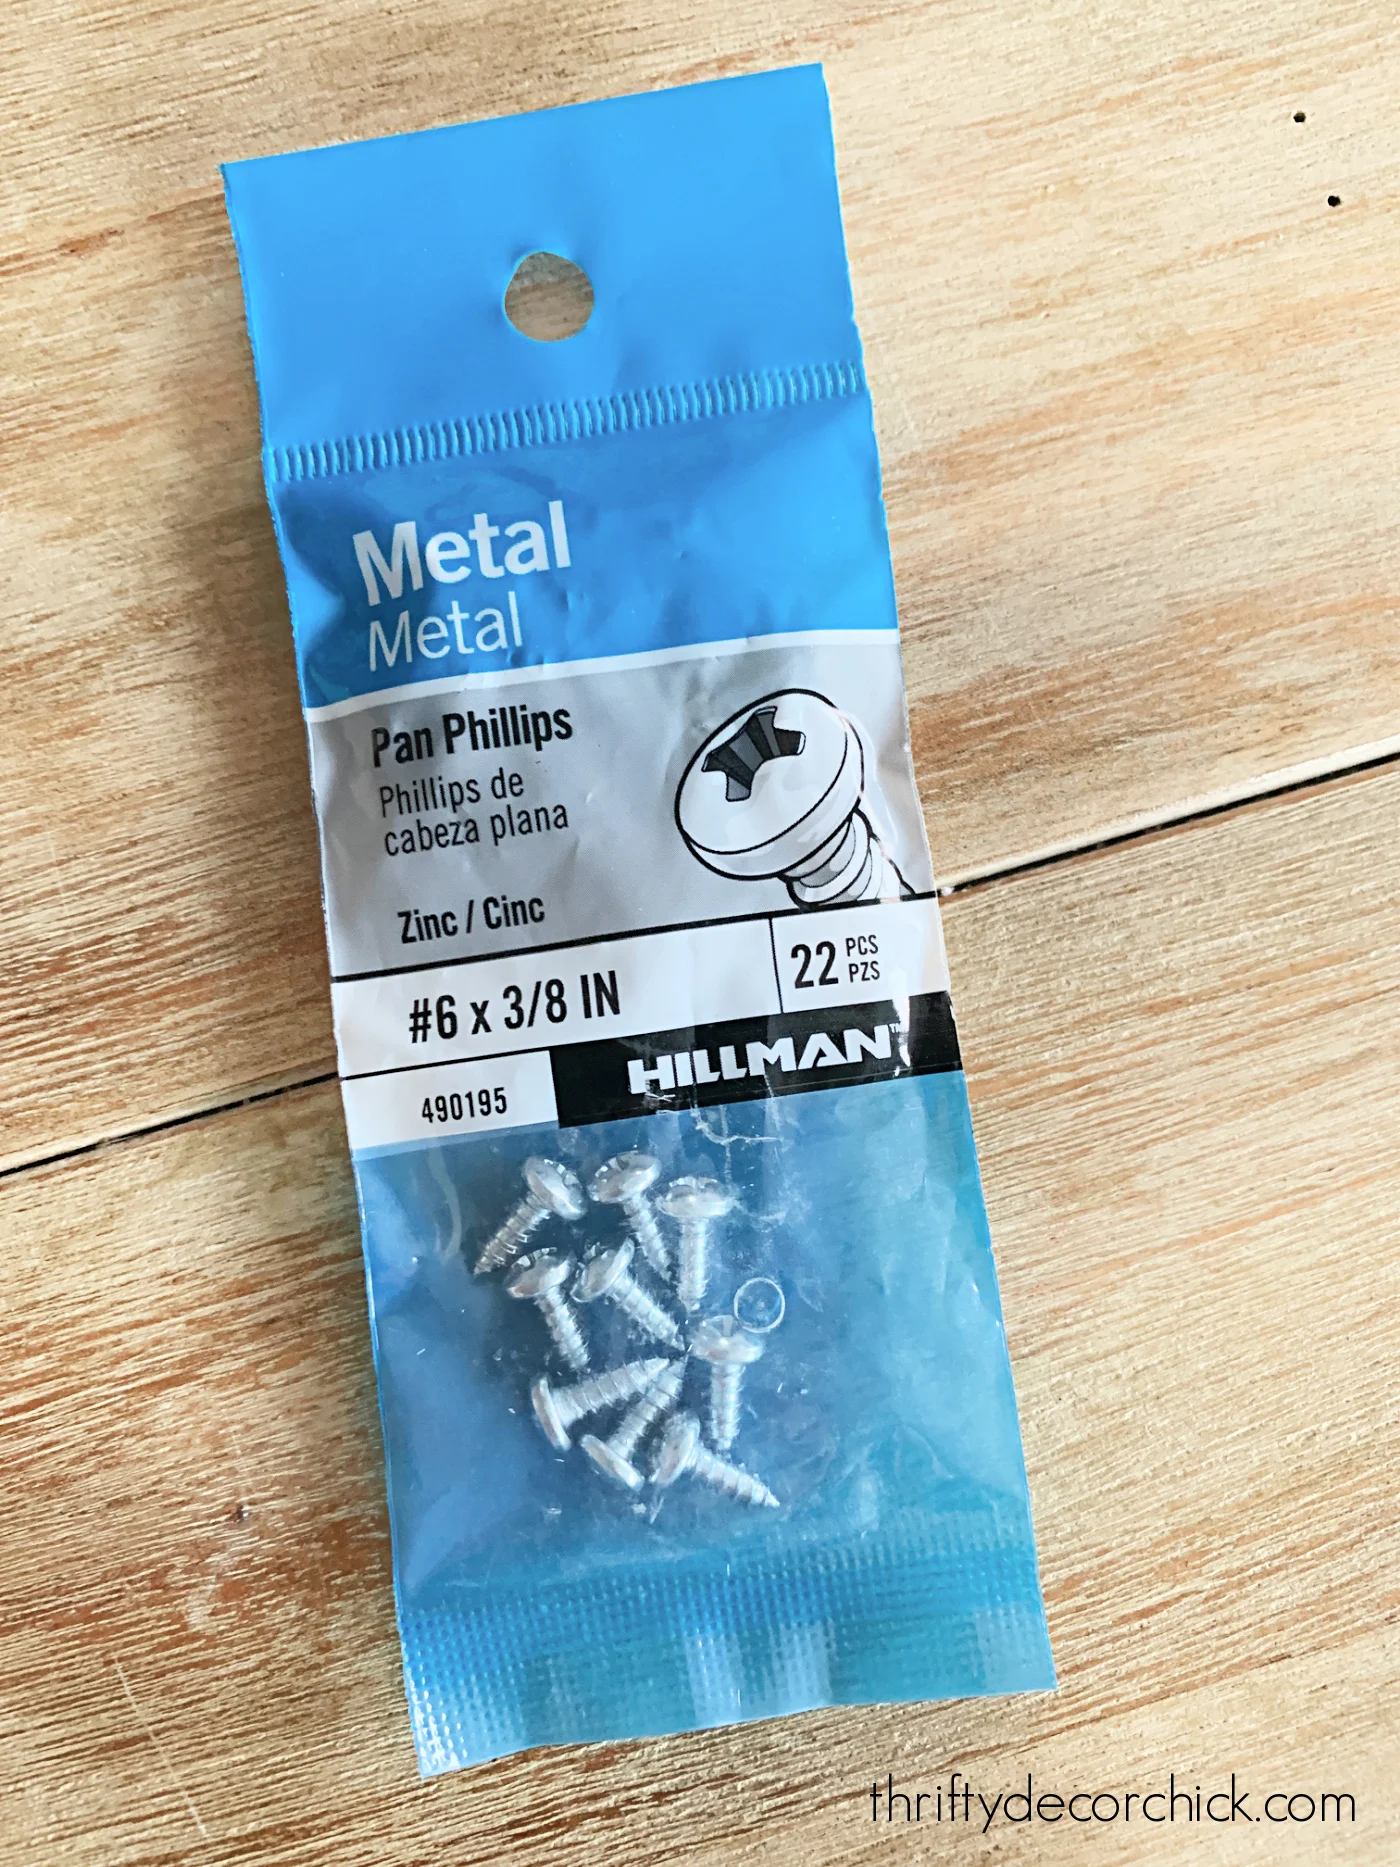 Metal
Metal
Pan Phillips
Phillips de
cabeza plana
Zinc / Cinc
#6 x 3/8 IN
22 PCS
PZS
490195
HILLMAN™
thriftydecorchick.com